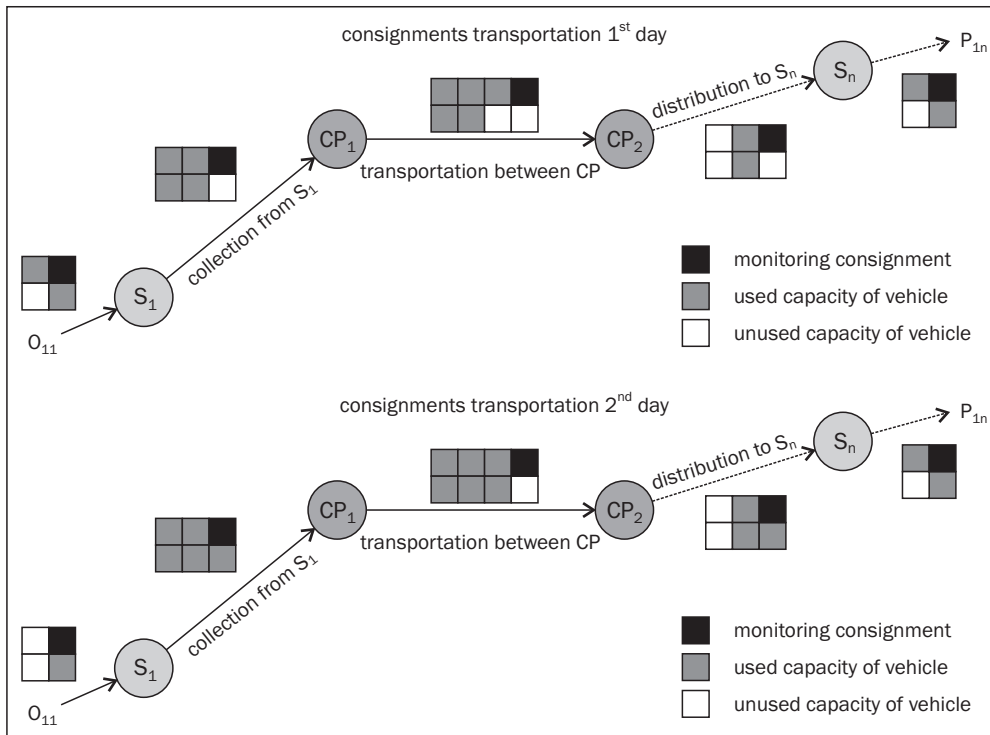 consignments transportation 1st day
P1n
Sn
distribution to Sn
CP1
CP2
transportation between CP
collection from S1
S1
O11
monitoring consignment
used capacity of vehicle
unused capacity of vehicle
consignments transportation 2nd day
P1n
Sn
distribution to Sn
CP1
CP2
transportation between CP
collection from S1
S1
O11
monitoring consignment
used capacity of vehicle
unused capacity of vehicle